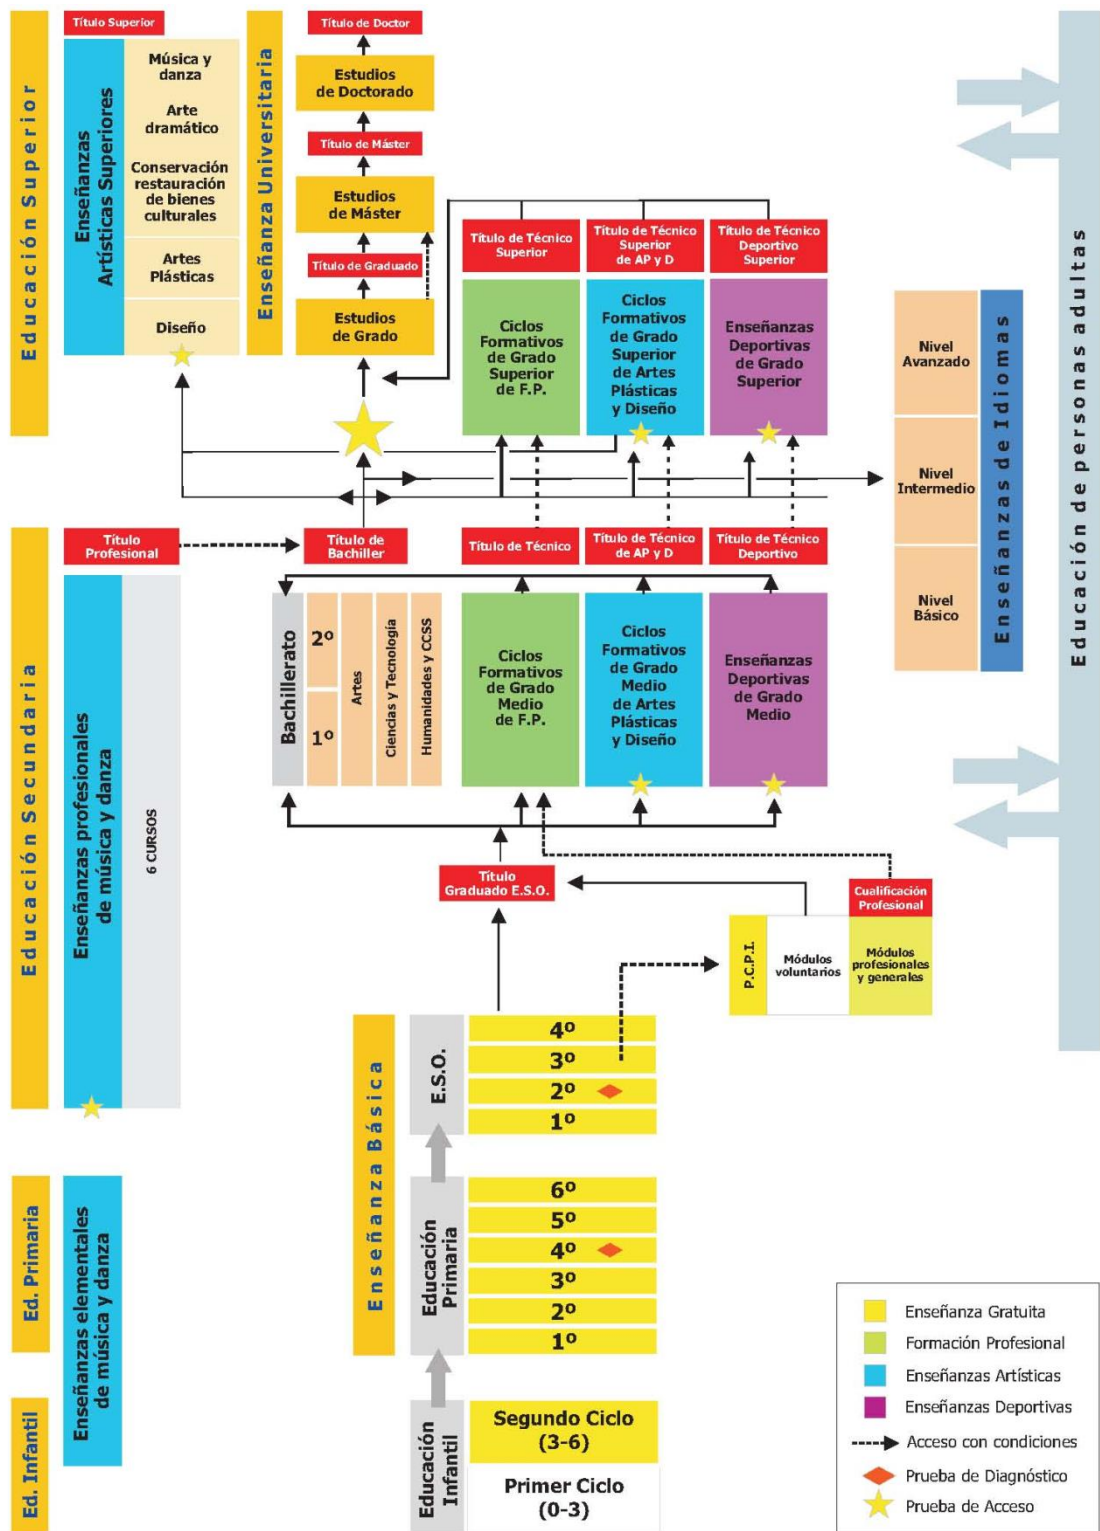 Educación Superior
Título Superior
Enseñanzas
Artísticas Superiores
Música y
danza
Arte
dramático
Conservación
restauración
de bienes
culturales
Artes
Plásticas
Diseño
Enseñanza Universitaria
Título de Doctor
Estudios
de Doctorado
Título de Máster
Estudios
de Máster
Título de Graduado
Estudios
de Grado
Título de Técnico
Superior
Ciclos
Formativos
de Grado
Superior
de F.P.
Título de Técnico
Superior
de AP y D
Ciclos
Formativos
de Grado
Superior
de Artes
Plásticas
y Diseño
Título de Técnico
Deportivo
Superior
Enseñanzas
Deportivas
de Grado
Superior
Nivel
Avanzado
Nivel
Intermedio
Nivel
Básico
Enseñanzas de Idiomas
Educación de personas adultas
Educación Secundaria
Título
Profesional
Enseñanzas profesionales
de música y danza
6 CURSOS
Título de
Bachiller
Bachillerato
2º
1º
Artes
Ciencias y Tecnología
Humanidades y CCSS
Título de Técnico
Ciclos
Formativos
de Grado
Medio
de F.P.
Título de Técnico
de AP y D
Ciclos
Formativos
de Grado
Medio
de Artes
Plásticas
y Diseño
Título de Técnico
Deportivo
Enseñanzas
Deportivas
de Grado
Medio
Título
Graduado E.S.O.
Cualificación
Profesional
P.C.P.I.
Módulos
voluntarios
Módulos
profesionales
y generales
Enseñanza Básica
E.S.O.
4º
3º
2º
1º
Ed. Primaria
Enseñanzas elementales
de música y danza
Educación
Primaria
6º
5º
4º
3º
2º
1º
Ed. Infantil
Educación
Infantil
Segundo Ciclo
(3-6)
Primer Ciclo
(0-3)
Enseñanza Gratuita
Formación Profesional
Enseñanzas Artísticas
Enseñanzas Deportivas
Acceso con condiciones
Prueba de Diagnóstico
Prueba de Acceso